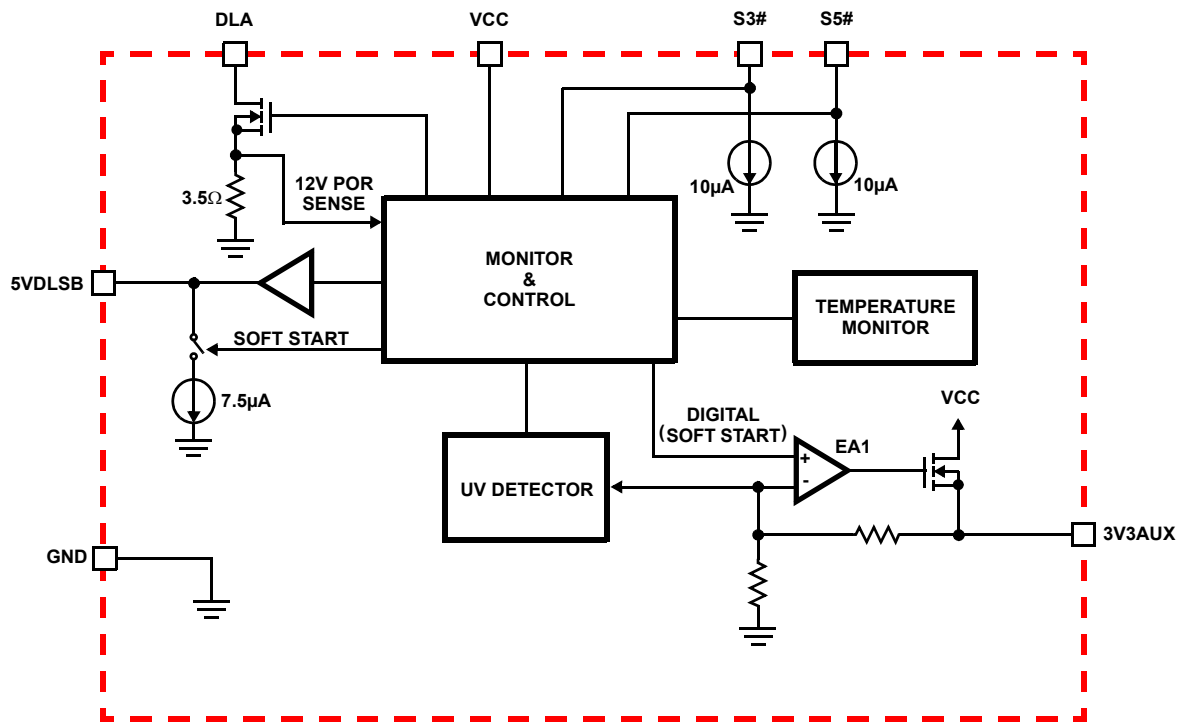 DLA
VCC
S3#
S5#
12V POR
SENSE
3.5Ω
10µA
10µA
MONITOR
&
CONTROL
5VDLSB
TEMPERATURE
MONITOR
SOFT START
7.5µA
VCC
DIGITAL
(SOFT START)
EA1
+
-
UV DETECTOR
3V3AUX
GND